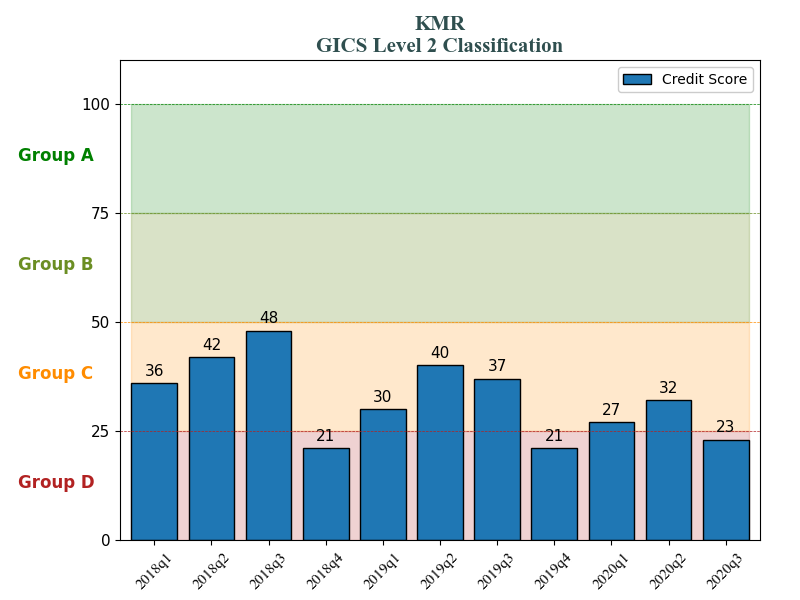 KMR
GICS Level 2 Classification
Credit Score
100
Group A
75
Group B
50
48
42
40
Group C
36
37
30
32
27
25
21
21
23
Group D
0
2018q1
2018q2
2018q3
2018q4
2019q1
2019q2
2019q3
2019q4
2020q1
2020q2
2020q3